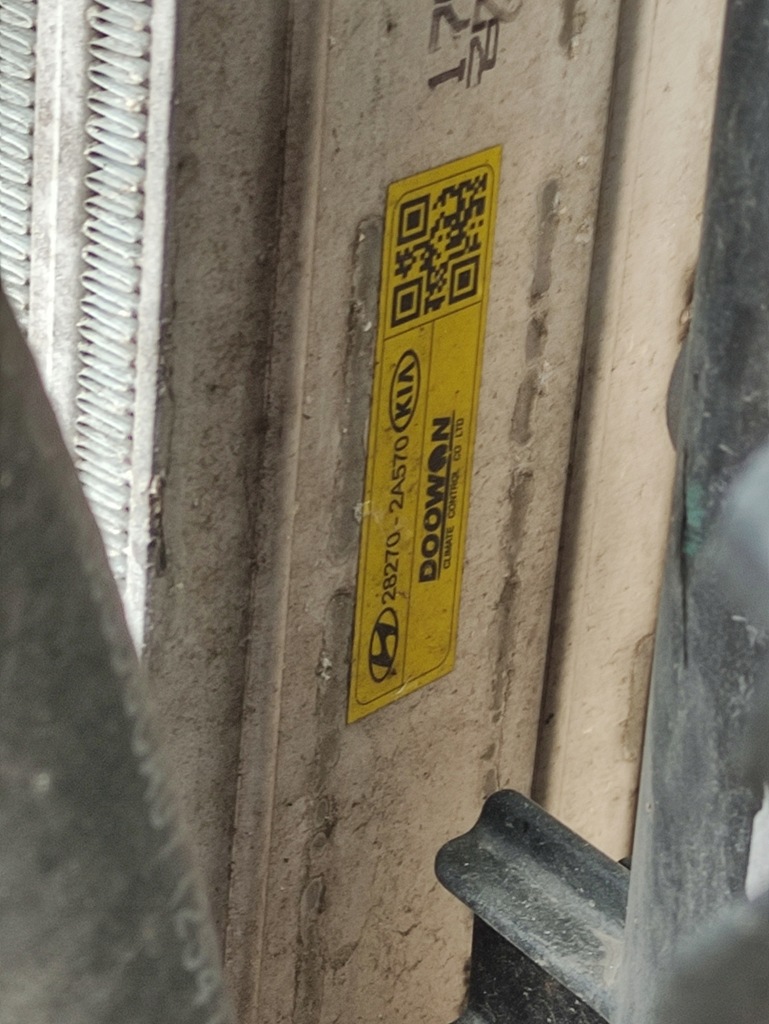 28270-2A570 KIA
DOOWON
CLIMATE CONTROL CO LTD